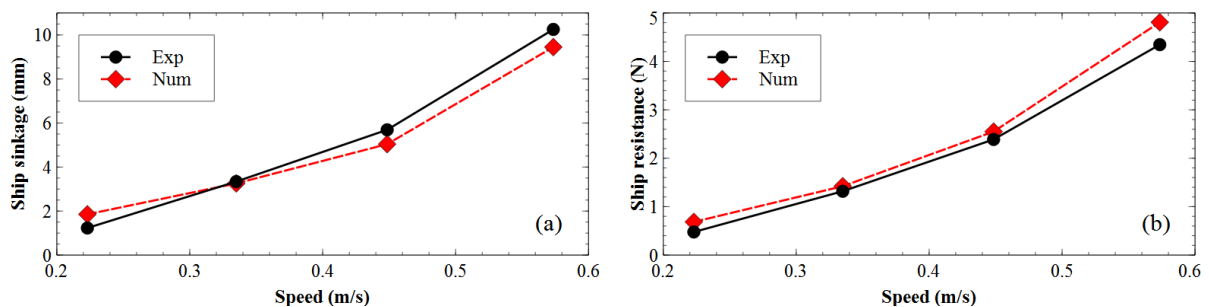 Ship sinkage (mm)
10
8
6
4
2
0
Exp
Num
(a)
0.2
0.3
0.4
0.5
0.6
Speed (m/s)
Ship resistance (N)
5
4
3
2
1
0
Exp
Num
(b)
0.2
0.3
0.4
0.5
0.6
Speed (m/s)